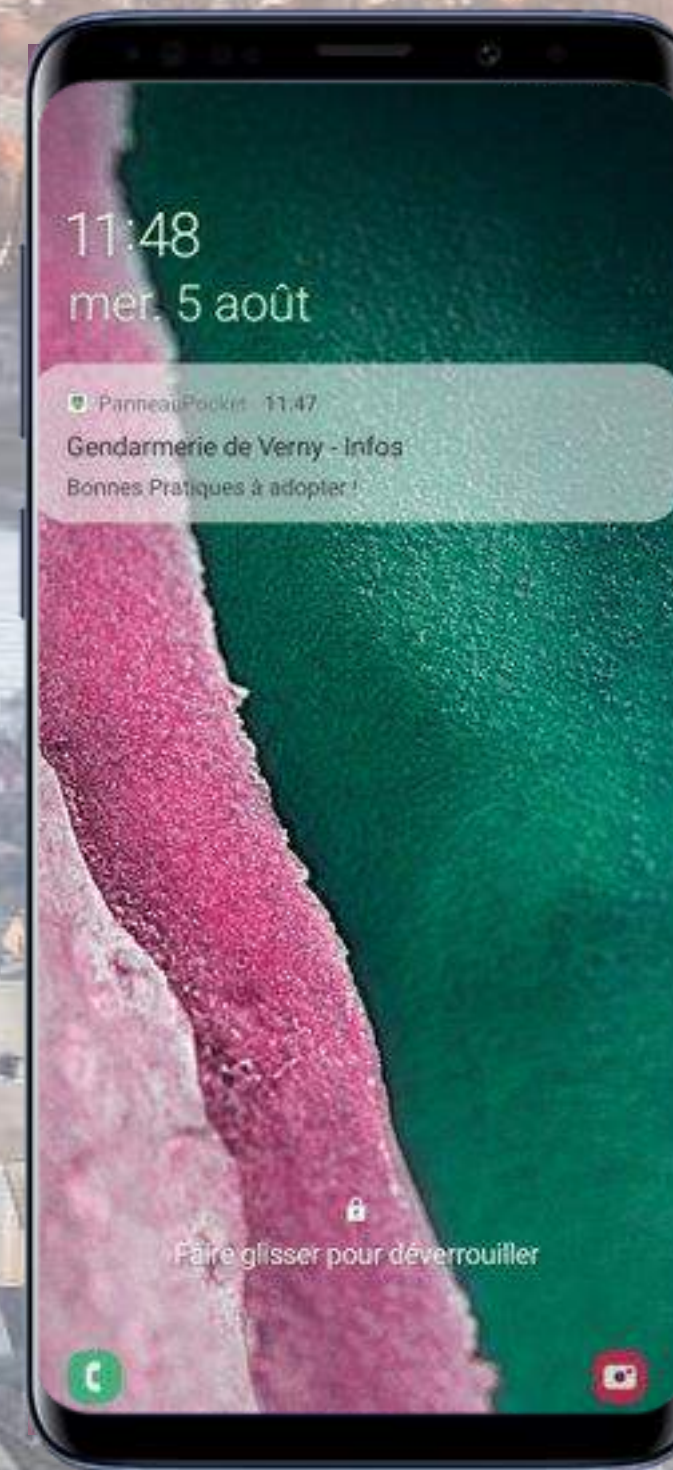 11:48
mer. 5 août
PanneauPocket 11:47
Gendarmerie de Verny - Infos
Bonnes Pratiques à adopter !
Faire glisser pour déverrouiller